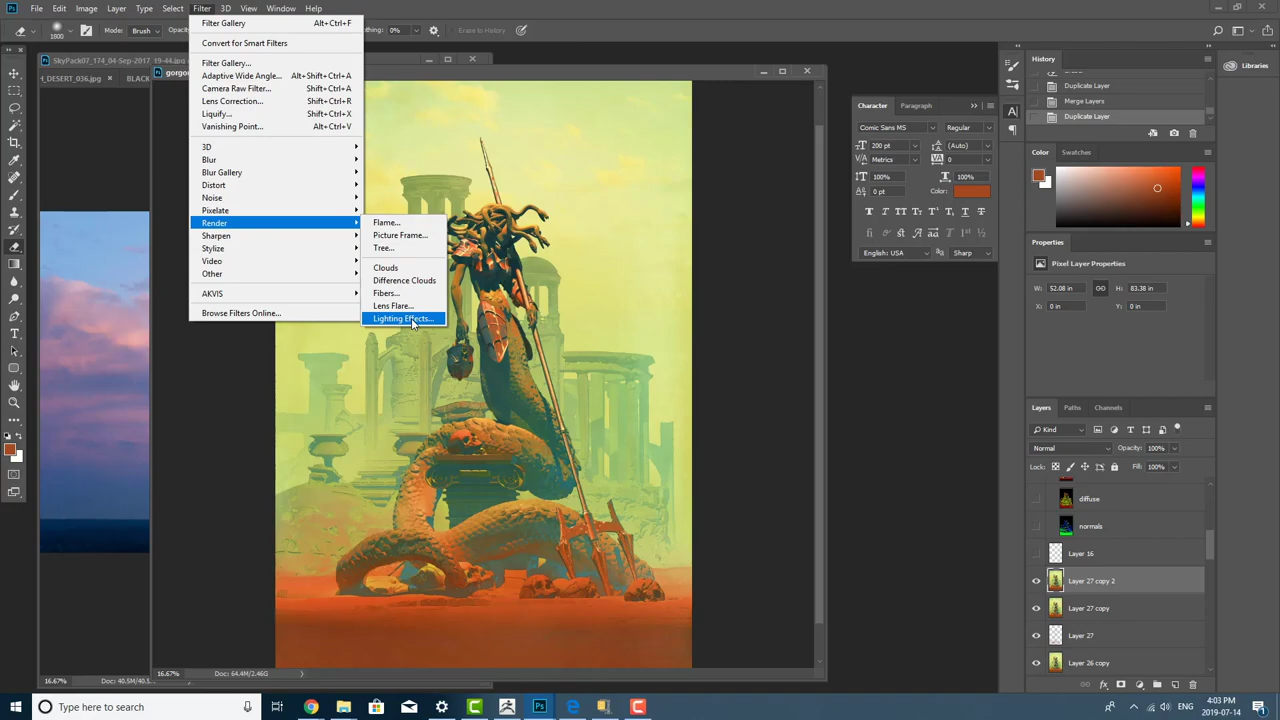 File Edit Image Layer Type Select Filter 3D View Window Help
Mode: Brush Opac thing: 0% Erase to History
SkyPack07_174_04-Sep-2017_19-44.jpg
H_DESERT_036.jpg BLACK gorgo
Filter Gallery Alt+Ctrl+F
Convert for Smart Filters
Filter Gallery...
Adaptive Wide Angle... Alt+Shift+Ctrl+A
Camera Raw Filter... Shift+Ctrl+A
Lens Correction... Shift+Ctrl+R
Liquify... Shift+Ctrl+X
Vanishing Point... Alt+Ctrl+V
3D
Blur
Blur Gallery
Distort
Noise
Pixelate
Render
Sharpen
Stylize
Video
Other
AKVIS
Browse Filters Online...
Flame...
Picture Frame...
Tree...
Clouds
Difference Clouds
Fibers...
Lens Flare...
Lighting Effects...
Character Paragraph
Comic Sans MS Regular
200 pt (Auto)
Metrics 0
100% 100%
0 pt Color:
English: USA Sharp
History
Duplicate Layer
Merge Layers
Duplicate Layer
Color Swatches
Properties
Pixel Layer Properties
W: 52.08 in H: 83.38 in
X: 0 in Y: 0 in
Layers Paths Channels
Kind
Normal Opacity: 100%
Lock: Fill: 100%
diffuse
normals
Layer 16
Layer 27 copy 2
Layer 27 copy
Layer 27
Layer 26 copy
Libraries
16.67% Doc: 64.4M/2.46G
16.67% Doc: 40.5M/40.5
Type here to search
ENG 4:03 PM
2019-07-14